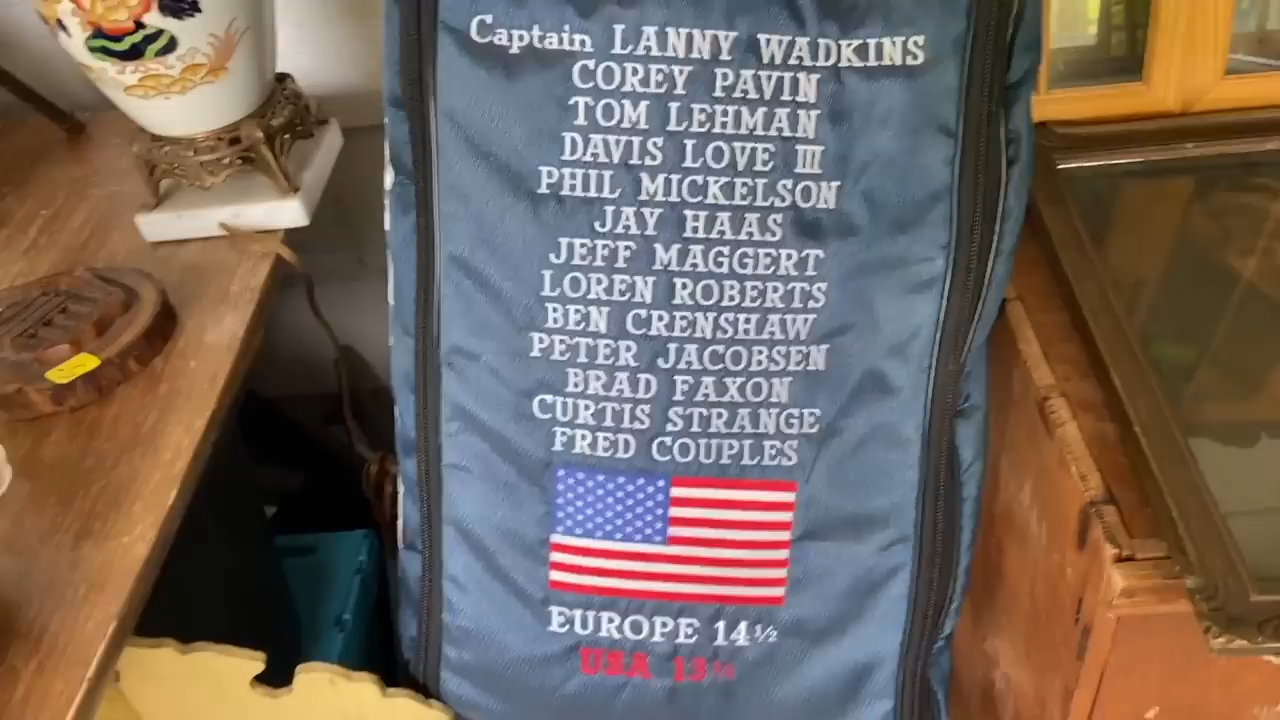 Captain LANNY WADKINS
COREY PAVIN
TOM LEHMAN
DAVIS LOVE III
PHIL MICKELSON
JAY HAAS
JEFF MAGGERT
LOREN ROBERTS
BEN CRENSHAW
PETER JACOBSEN
BRAD FAXON
CURTIS STRANGE
FRED COUPLES
EUROPE 14½
USA 13½